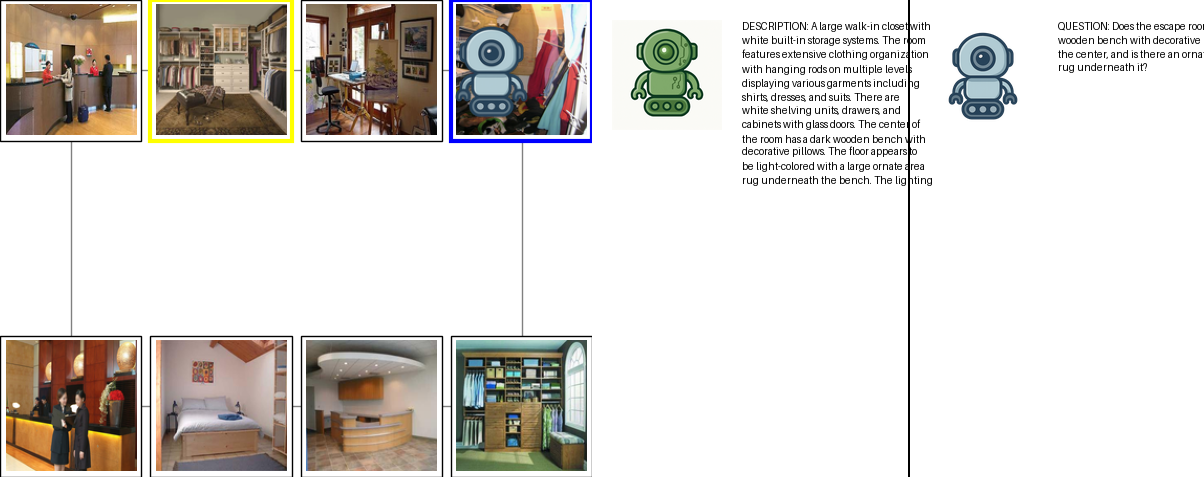 DESCRIPTION: A large walk-in closet with
white built-in storage systems. The room
features extensive clothing organization
with hanging rods on multiple levels
displaying various garments including
shirts, dresses, and suits. There are
white shelving units, drawers, and
cabinets with glass doors. The center of
the room has a dark wooden bench with
decorative pillows. The floor appears to
be light-colored with a large ornate area
rug underneath the bench. The lighting
QUESTION: Does the escape roo
wooden bench with decorative
the center, and is there an orna
rug underneath it?